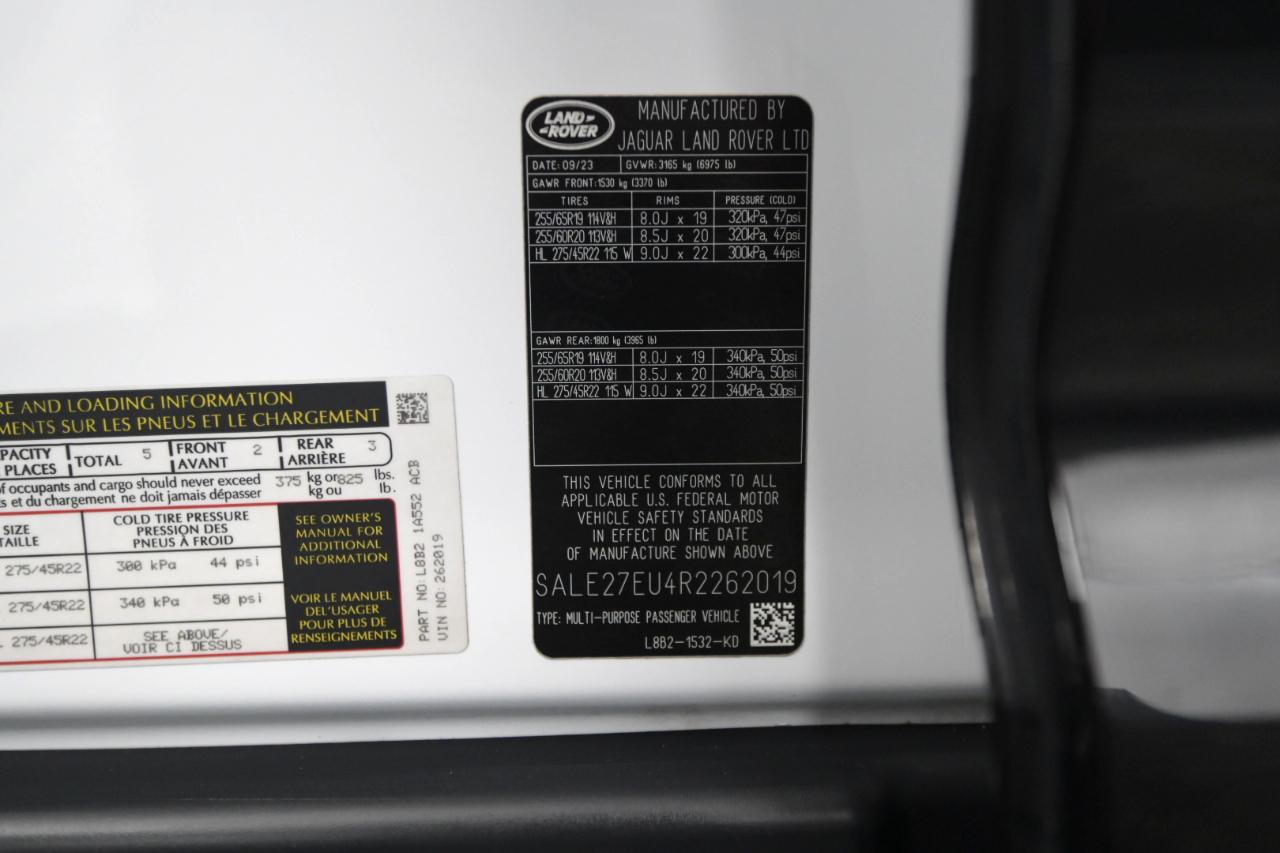 LAND-
-ROVER
MANUFACTURED BY
JAGUAR LAND ROVER LTD
DATE: 09/23 GVWR: 3165 kg (6975 lb)
GAWR FRONT: 1530 kg (3370 lb)
TIRES RIMS PRESSURE (COLD)
255/65R19 114V&H 8.0J x 19 320kPa, 47psi
255/60R20 113V&H 8.5J x 20 320kPa, 47psi
HL 275/45R22 115 W 9.0J x 22 300kPa, 44psi
GAWR REAR: 1800 kg (3965 lb)
255/65R19 114V&H 8.0J x 19 340kPa, 50psi
255/60R20 113V&H 8.5J x 20 340kPa, 50psi
HL 275/45R22 115 W 9.0J x 22 340kPa, 50psi
THIS VEHICLE CONFORMS TO ALL
APPLICABLE U.S. FEDERAL MOTOR
VEHICLE SAFETY STANDARDS
IN EFFECT ON THE DATE
OF MANUFACTURE SHOWN ABOVE
SALE27EU4R2262019
TYPE: MULTI-PURPOSE PASSENGER VEHICLE
L8B2-1532-KD
RE AND LOADING INFORMATION
MENTS SUR LES PNEUS ET LE CHARGEMENT
PACITY TOTAL 5 FRONT 2 REAR 3
PLACES AVANT ARRIÈRE
of occupants and cargo should never exceed 375 kg or 825 lbs.
s et du chargement ne doit jamais dépasser kg ou lb.
SIZE COLD TIRE PRESSURE
TAILLE PRESSION DES
PNEUS À FROID
275/45R22 300 kPa 44 psi
275/45R22 340 kPa 50 psi
275/45R22 SEE ABOVE/
VOIR CI DESSUS
SEE OWNER'S
MANUAL FOR
ADDITIONAL
INFORMATION
VOIR LE MANUEL
DEL'USAGER
POUR PLUS DE
RENSEIGNEMENTS
PART NO: L8B2 1A552 ACB
VIN NO: 262019